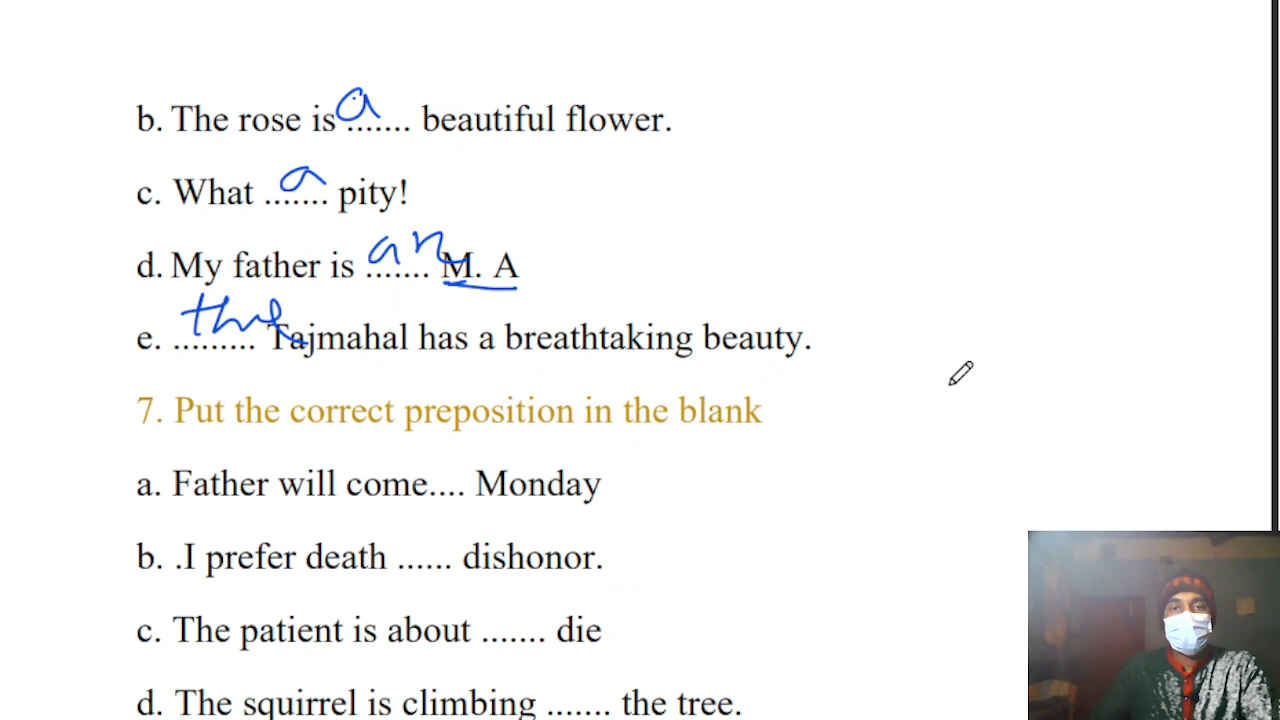 b. The rose is a ....... beautiful flower.
c. What a ....... pity!
d. My father is an ....... M. A
e. the ......... Tajmahal has a breathtaking beauty.
7. Put the correct preposition in the blank
a. Father will come.... Monday
b. .I prefer death ...... dishonor.
c. The patient is about ....... die
d. The squirrel is climbing ....... the tree.